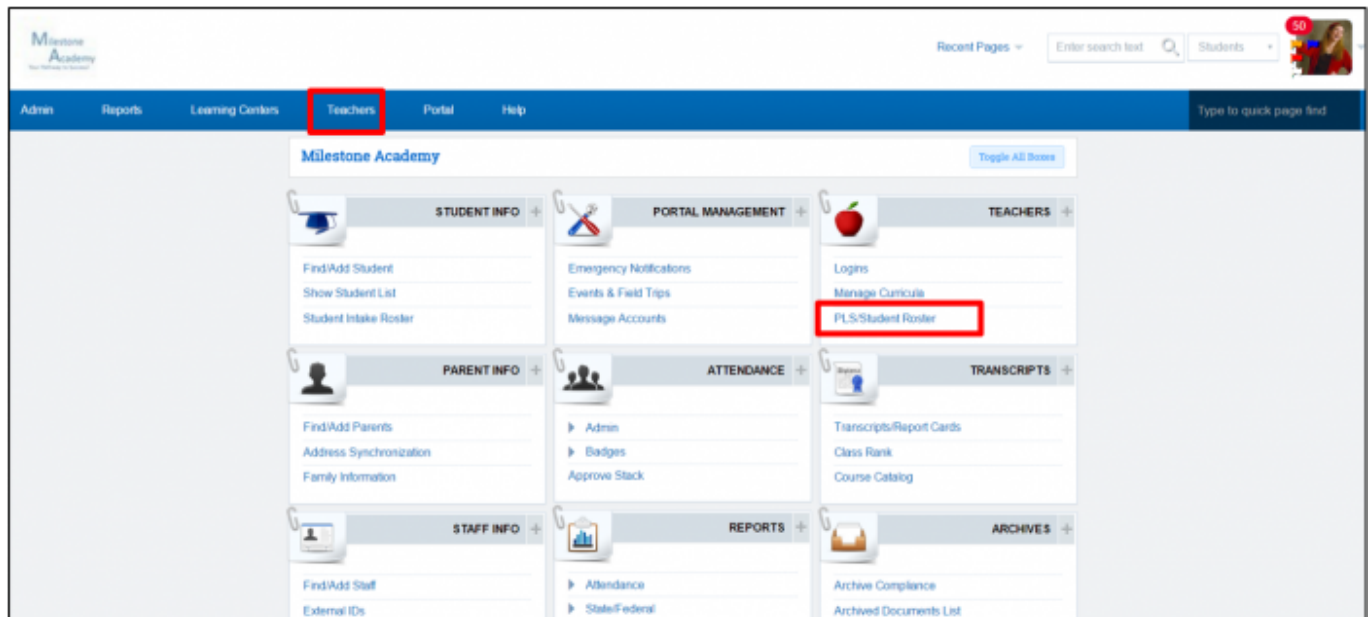 Milestone
Academy
50
Recent Pages
Enter search text
Students
Admin Reports Learning Centers Teachers Portal Help
Type to quick page find
Milestone Academy
Toggle All Boxes
STUDENT INFO
Find/Add Student
Show Student List
Student Intake Roster
PORTAL MANAGEMENT
Emergency Notifications
Events & Field Trips
Message Accounts
TEACHERS
Logins
Manage Curricula
PLS/Student Roster
PARENT INFO
Find/Add Parents
Address Synchronization
Family Information
ATTENDANCE
Admin
Badges
Approve Stack
TRANSCRIPTS
Transcripts/Report Cards
Class Rank
Course Catalog
STAFF INFO
Find/Add Staff
External IDs
REPORTS
Attendance
State/Federal
ARCHIVES
Archive Compliance
Archived Documents List